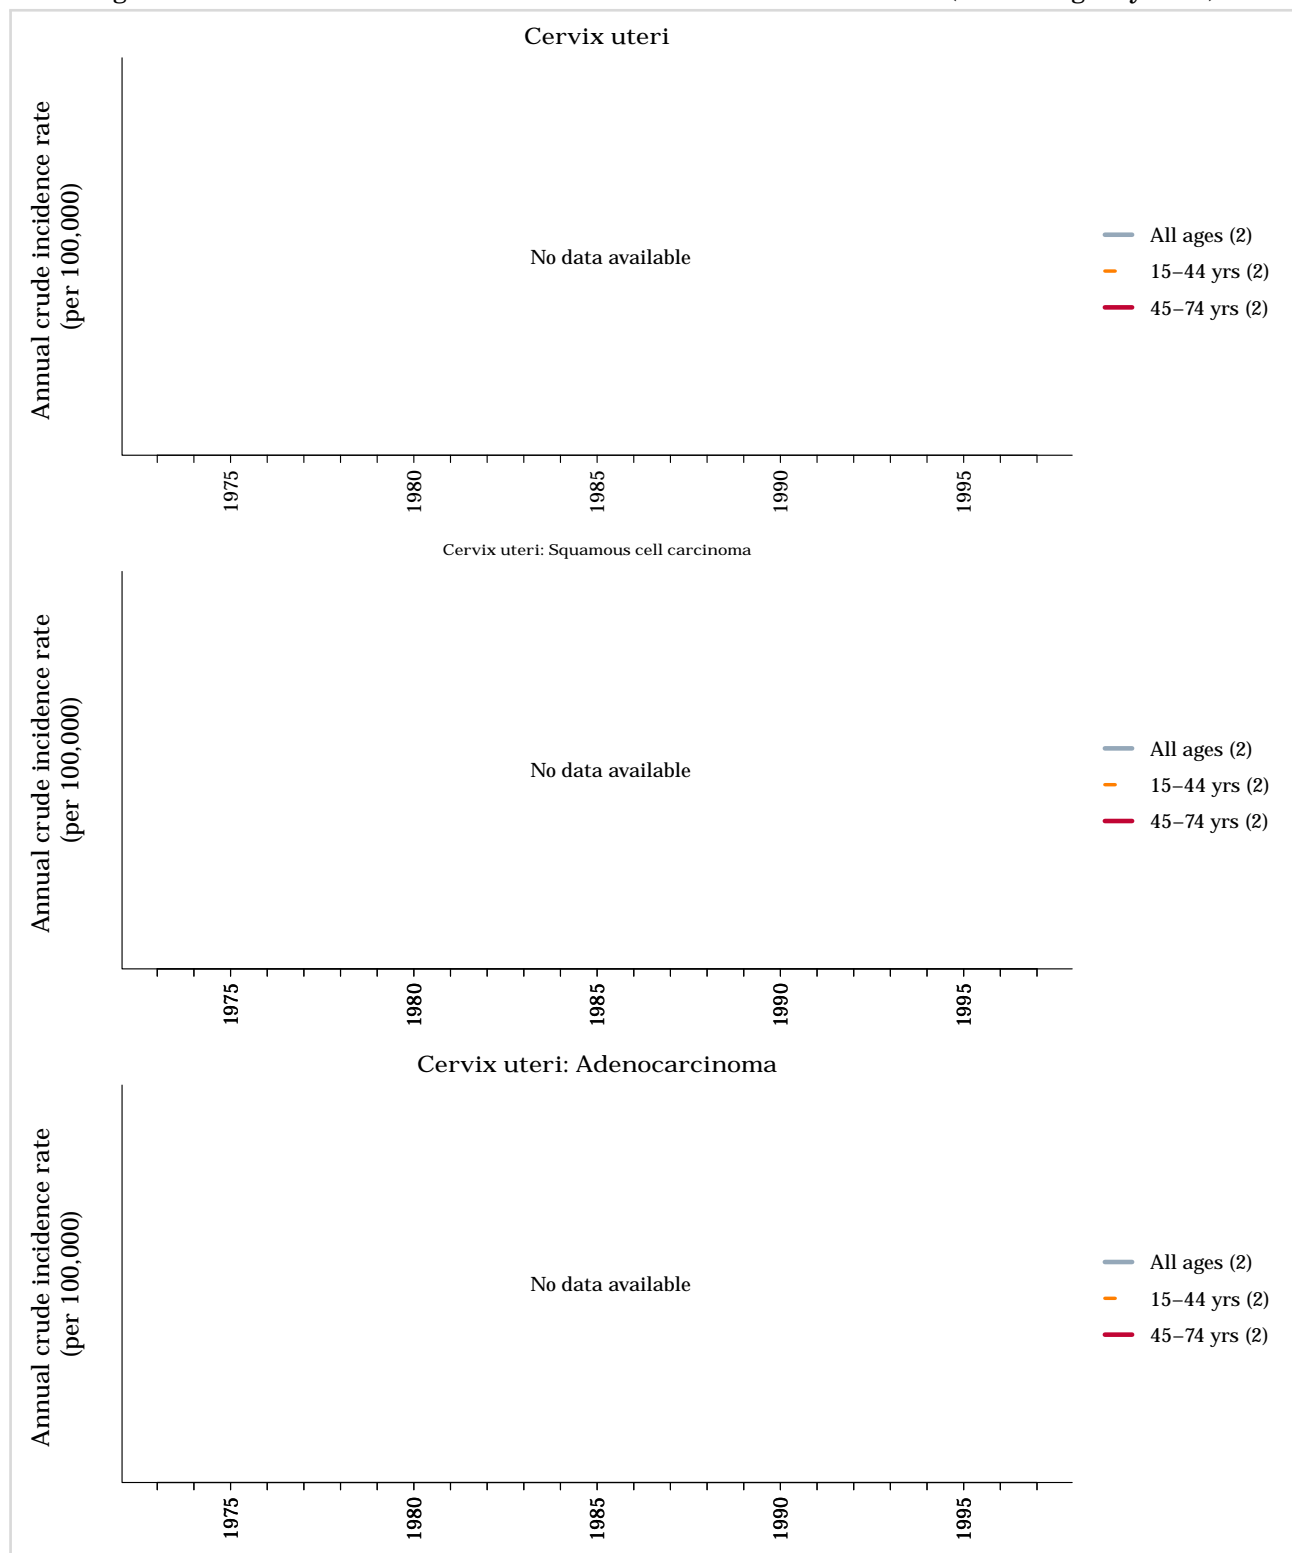 Cervix uteri
Annual crude incidence rate
(per 100,000)
No data available
All ages (2)
15–44 yrs (2)
45–74 yrs (2)
1975
1980
1985
1990
1995
Cervix uteri: Squamous cell carcinoma
Annual crude incidence rate
(per 100,000)
No data available
All ages (2)
15–44 yrs (2)
45–74 yrs (2)
1975
1980
1985
1990
1995
Cervix uteri: Adenocarcinoma
Annual crude incidence rate
(per 100,000)
No data available
All ages (2)
15–44 yrs (2)
45–74 yrs (2)
1975
1980
1985
1990
1995